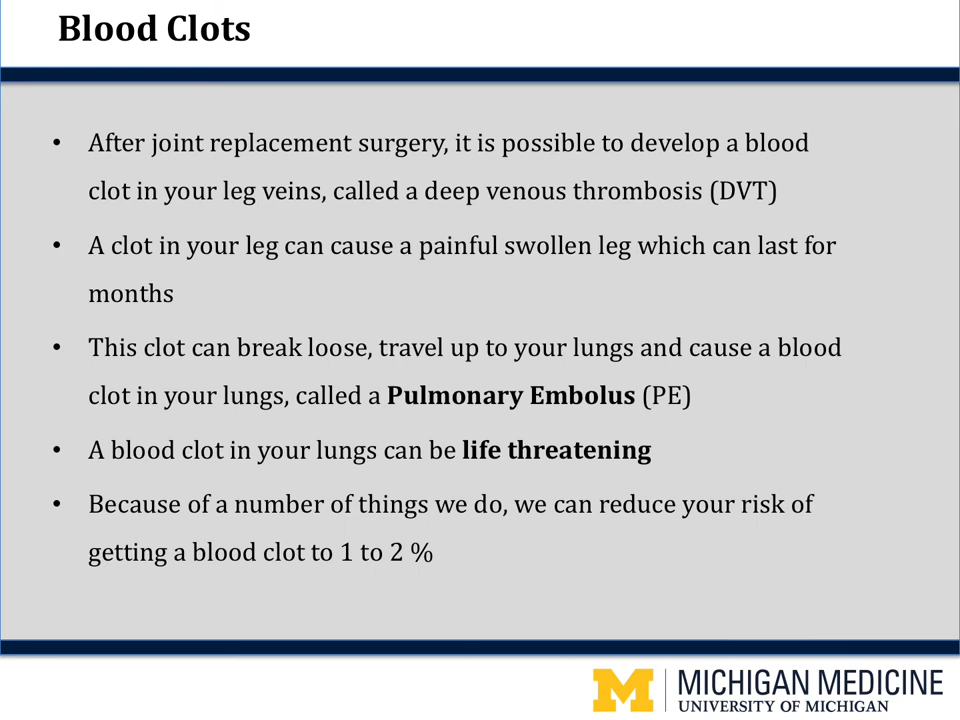 Blood Clots
• After joint replacement surgery, it is possible to develop a blood
clot in your leg veins, called a deep venous thrombosis (DVT)
• A clot in your leg can cause a painful swollen leg which can last for
months
• This clot can break loose, travel up to your lungs and cause a blood
clot in your lungs, called a Pulmonary Embolus (PE)
• A blood clot in your lungs can be life threatening
• Because of a number of things we do, we can reduce your risk of
getting a blood clot to 1 to 2 %
M
MICHIGAN MEDICINE
UNIVERSITY OF MICHIGAN